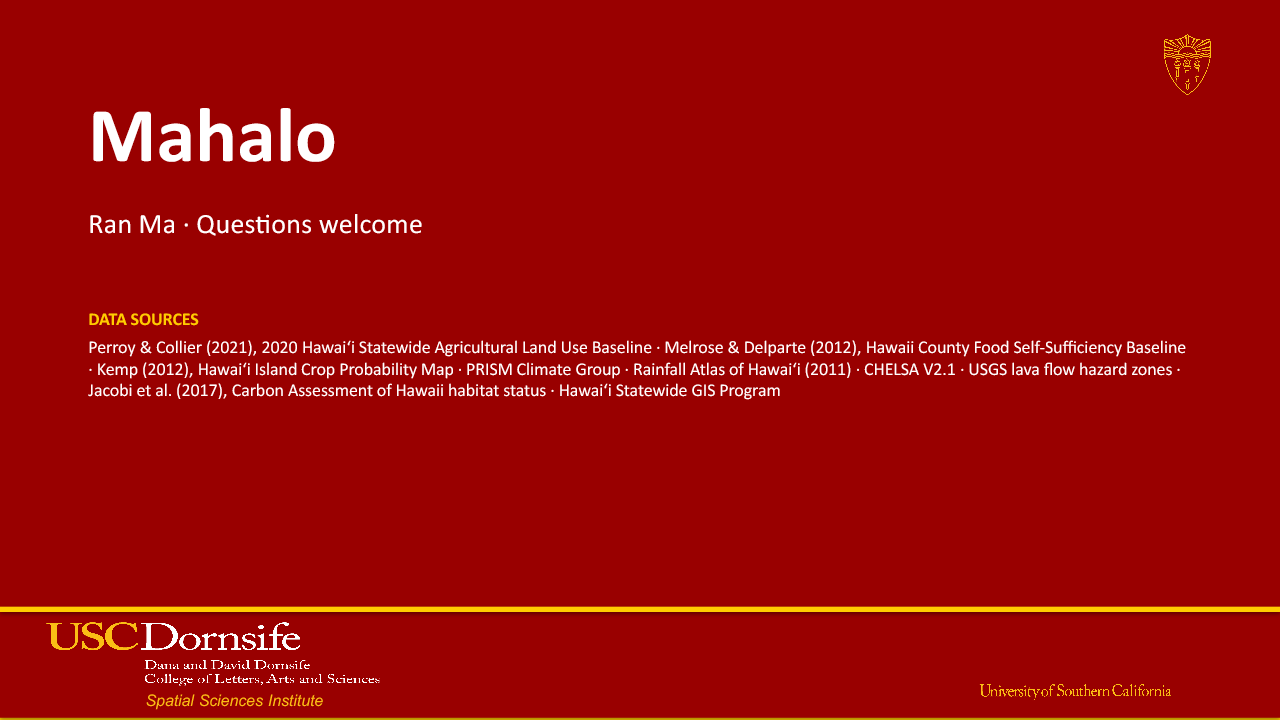 Mahalo
Ran Ma · Questions welcome
DATA SOURCES
Perroy & Collier (2021), 2020 Hawaiʻi Statewide Agricultural Land Use Baseline · Melrose & Delparte (2012), Hawaii County Food Self-Sufficiency Baseline
· Kemp (2012), Hawaiʻi Island Crop Probability Map · PRISM Climate Group · Rainfall Atlas of Hawaiʻi (2011) · CHELSA V2.1 · USGS lava flow hazard zones ·
Jacobi et al. (2017), Carbon Assessment of Hawaii habitat status · Hawaiʻi Statewide GIS Program
USCDornsife
Dana and David Dornsife
College of Letters, Arts and Sciences
Spatial Sciences Institute
University of Southern California